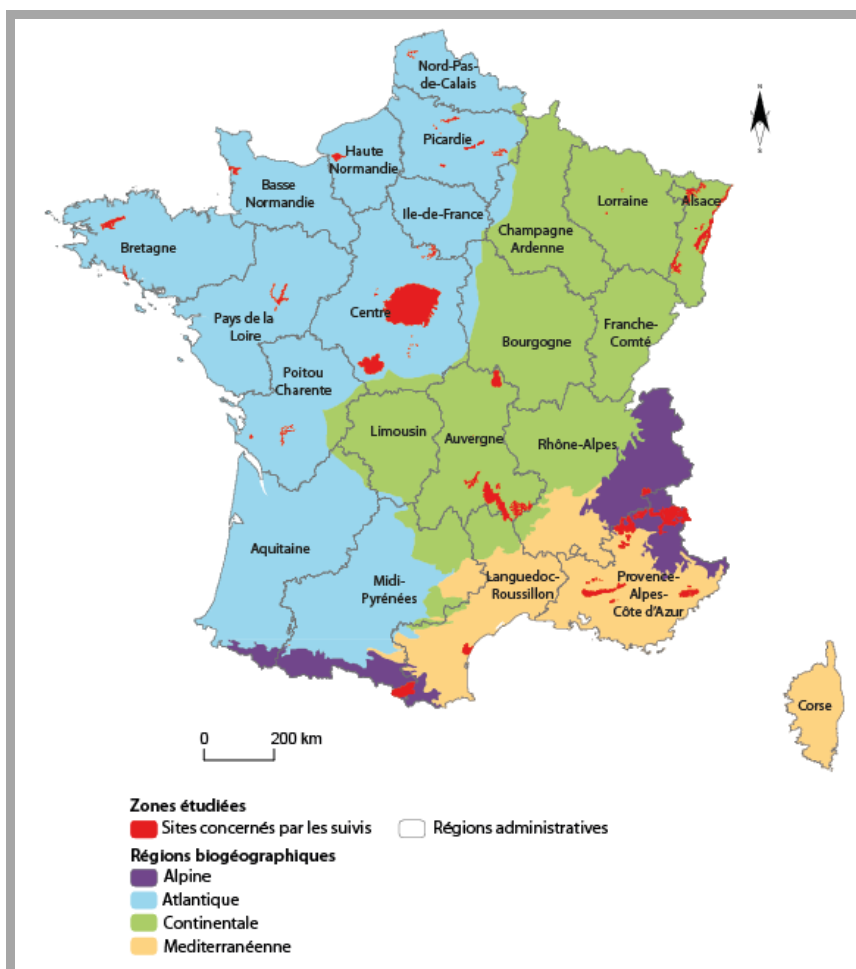 Nord-Pas-
de-Calais
N
Picardie
Haute
Normandie
Basse
Normandie
Ile-de-France
Lorraine
Alsace
Champagne
Ardenne
Bretagne
Pays de la
Loire
Centre
Bourgogne
Franche-
Comté
Poitou
Charente
Limousin
Auvergne
Rhône-Alpes
Aquitaine
Midi-
Pyrénées
Languedoc-
Roussillon
Provence-
Alpes-
Côte d'Azur
Corse
0 200 km
Zones étudiées
Sites concernés par les suivis Régions administratives
Régions biogéographiques
Alpine
Atlantique
Continentale
Mediterranéenne